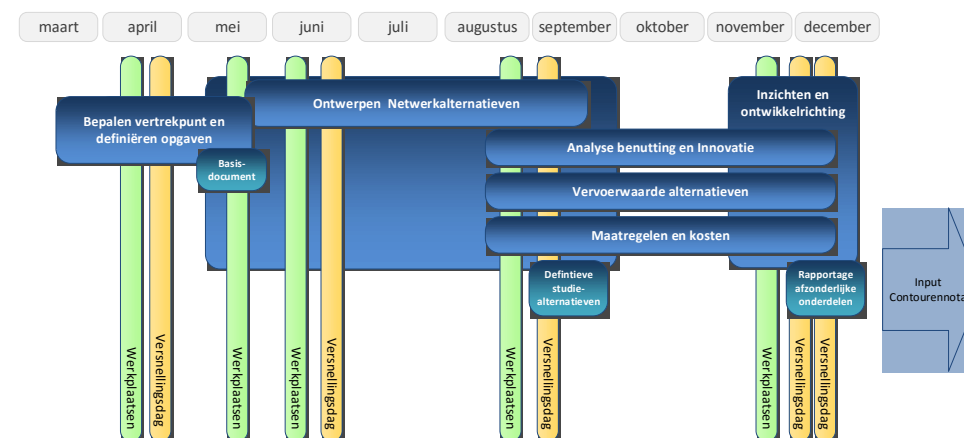 maart
april
mei
juni
juli
augustus
september
oktober
november
december
Ontwerpen Netwerkalternatieven
Inzichten en
ontwikkelrichting
Bepalen vertrekpunt en
definiëren opgaven
Analyse benutting en Innovatie
Basis-
document
Vervoerwaarde alternatieven
Maatregelen en kosten
Defintieve
studie-
alternatieven
Rapportage
afzonderlijke
onderdelen
Input
Contourennota
Werkplaatsen
Versnellingsdag
Werkplaatsen
Werkplaatsen
Versnellingsdag
Werkplaatsen
Versnellingsdag
Werkplaatsen
Versnellingsdag
Versnellingsdag